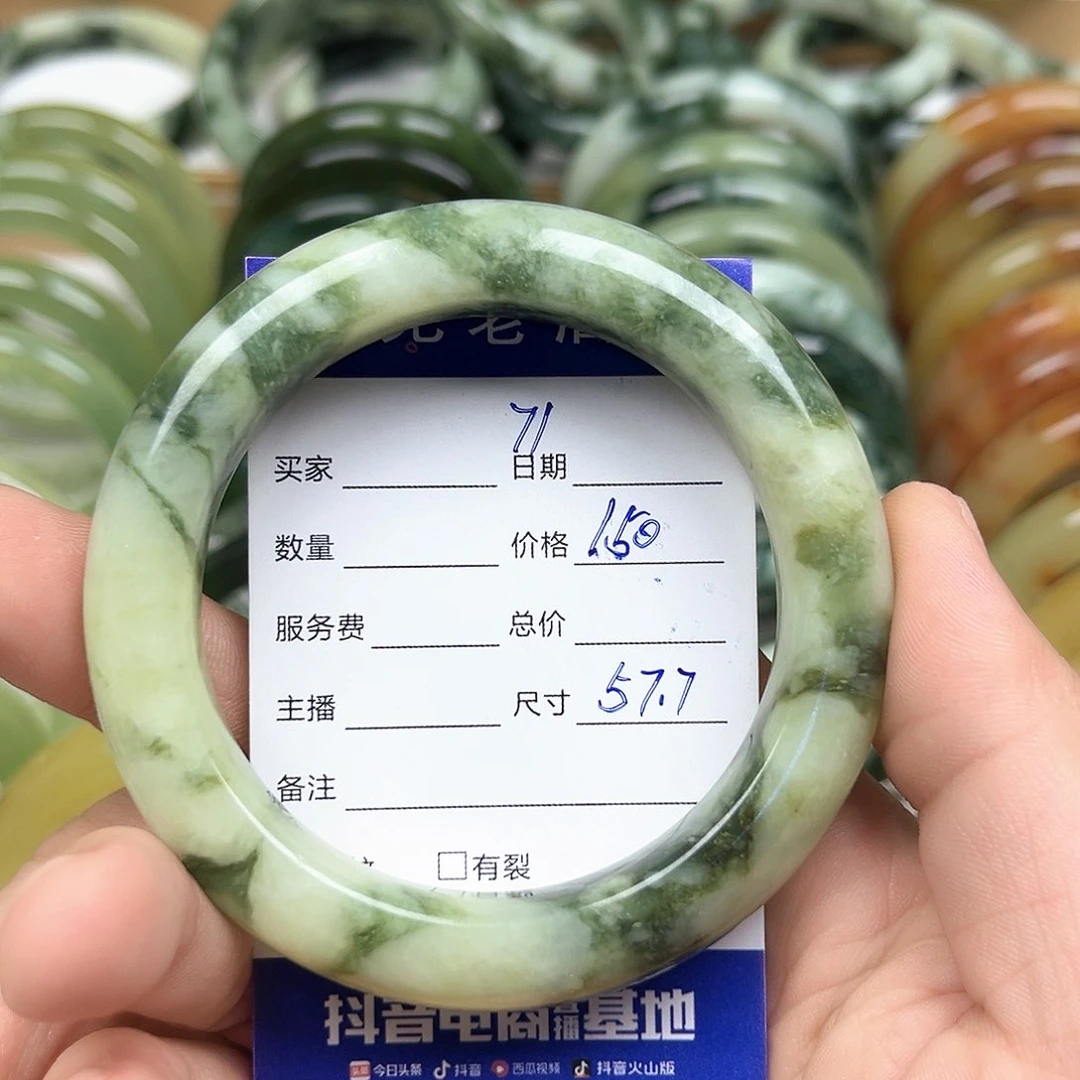 71
买家 日期
数量 价格 150
服务费 总价
主播 尺寸 57.7
备注
有裂
抖音电商直播基地
头条 今日头条 抖音 西瓜视频 抖音火山版